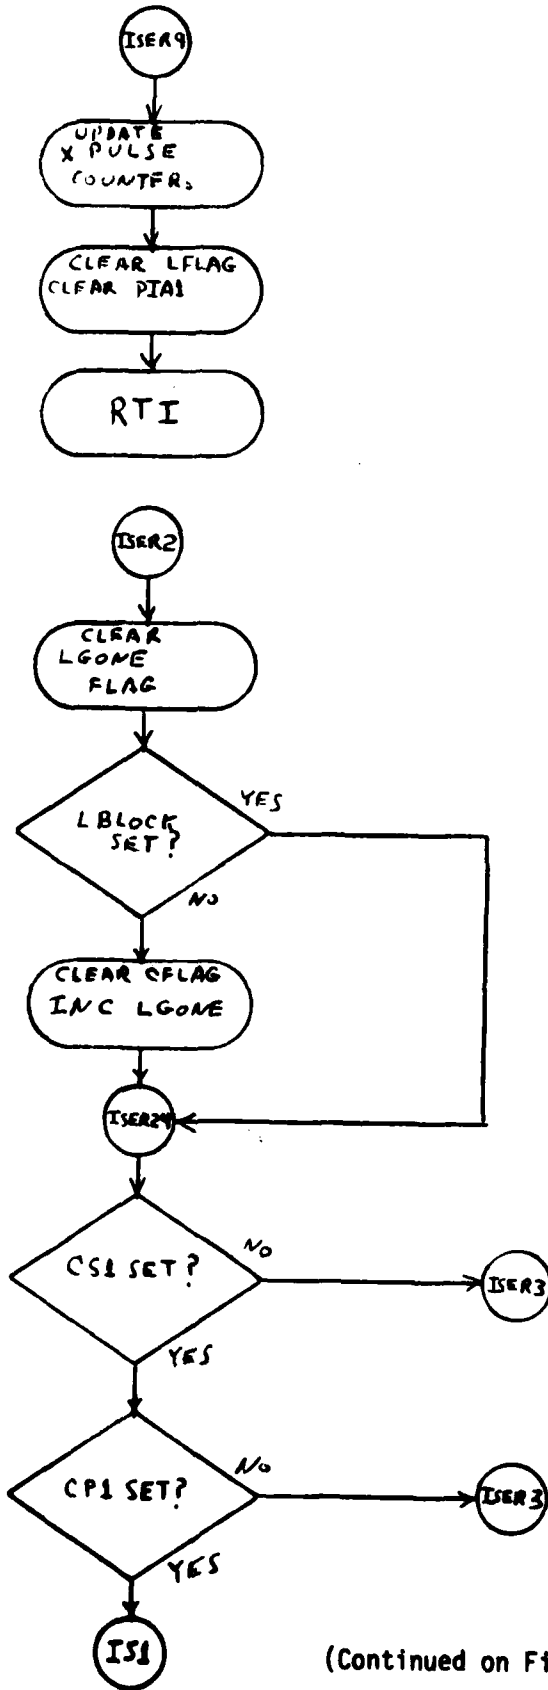 ISER9
UPDATE
X PULSE
COUNTERS
CLEAR LFLAG
CLEAR PIA1
RTI
ISER2
CLEAR
LGONE
FLAG
LBLOCK
SET?
YES
NO
CLEAR CFLAG
INC LGONE
ISER24
CS1 SET?
NO
ISER3
YES
CP1 SET?
NO
ISER3
YES
IS1
(Continued on Fi